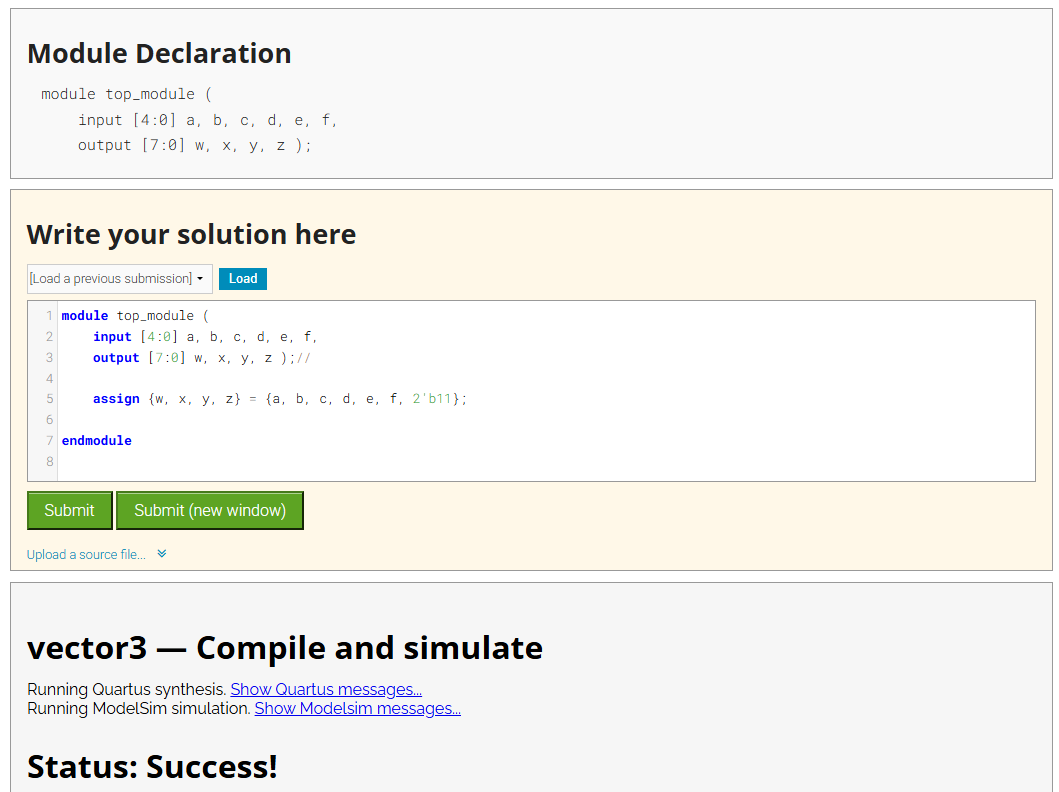 Module Declaration
module top_module (
    input [4:0] a, b, c, d, e, f,
    output [7:0] w, x, y, z );
Write your solution here
[Load a previous submission] Load
1 module top_module (
2     input [4:0] a, b, c, d, e, f,
3     output [7:0] w, x, y, z );//
4
5     assign {w, x, y, z} = {a, b, c, d, e, f, 2'b11};
6
7 endmodule
8
Submit Submit (new window)
Upload a source file...
vector3 — Compile and simulate
Running Quartus synthesis. Show Quartus messages...
Running ModelSim simulation. Show Modelsim messages...
Status: Success!